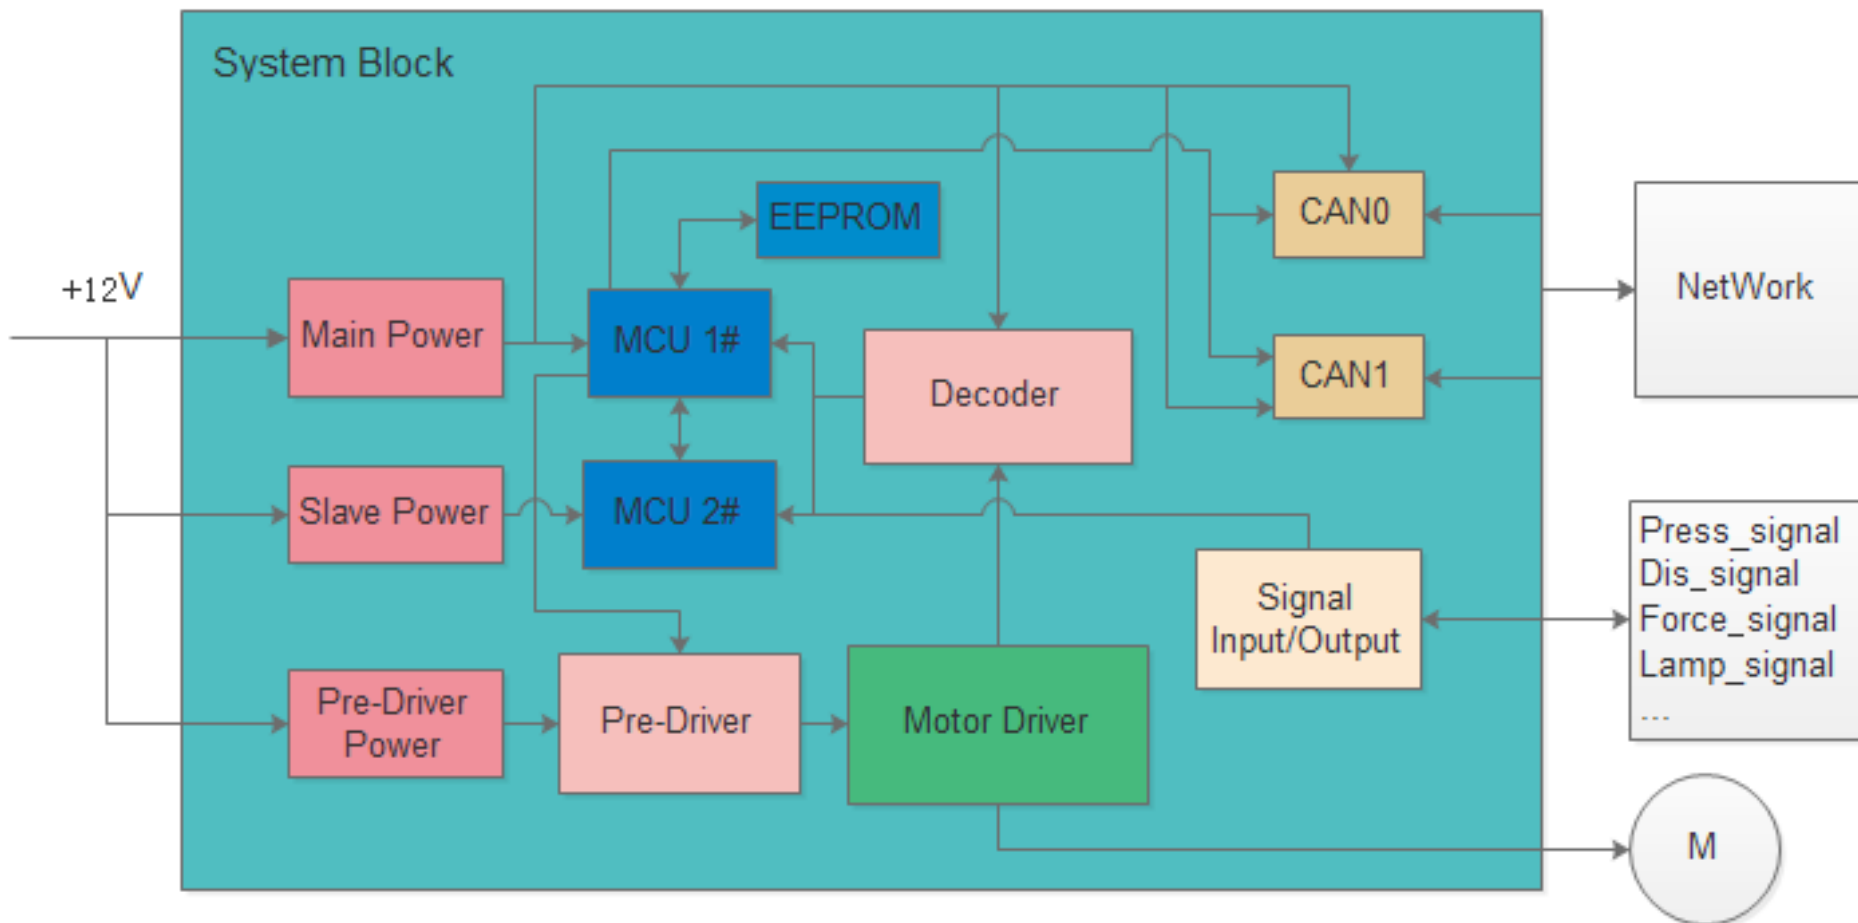 System Block
+12V
Main Power
Slave Power
Pre-Driver
Power
EEPROM
MCU 1#
MCU 2#
Pre-Driver
Decoder
Motor Driver
CAN0
CAN1
Signal
Input/Output
NetWork
Press_signal
Dis_signal
Force_signal
Lamp_signal
...
M